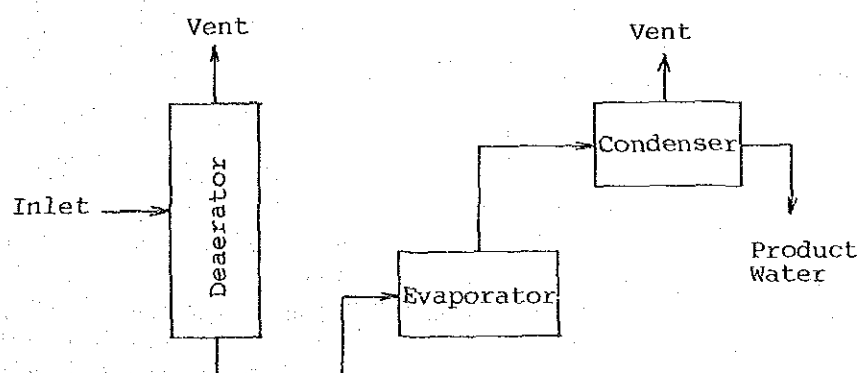 Vent
Vent
Inlet
Deaerator
Condenser
Evaporator
Product
Water